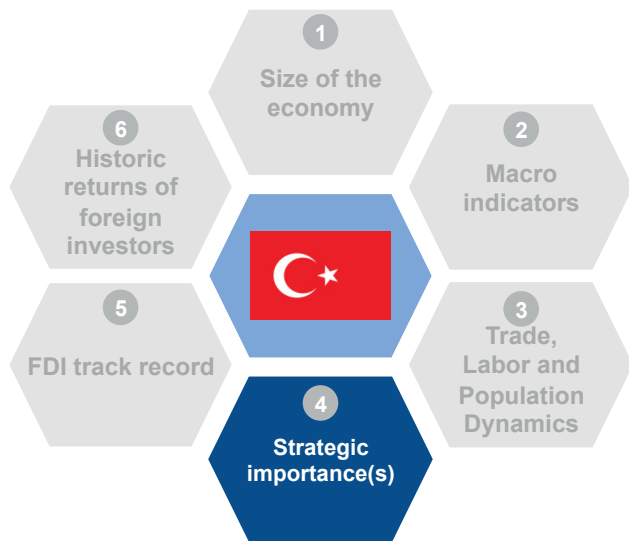 1
Size of the
economy
2
Macro
indicators
3
Trade,
Labor and
Population
Dynamics
4
Strategic
importance(s)
5
FDI track record
6
Historic
returns of
foreign
investors